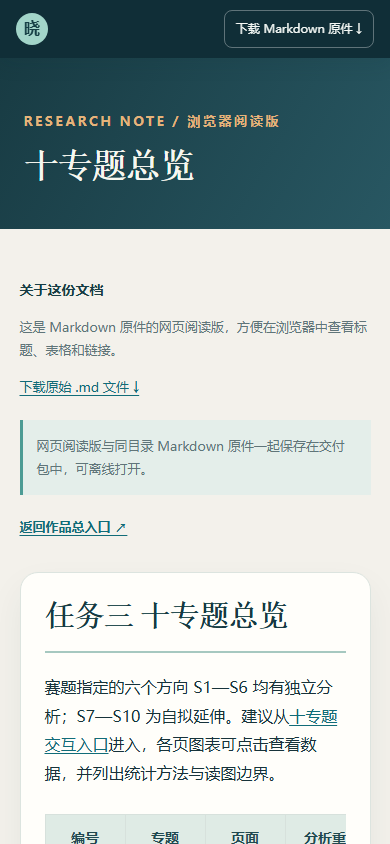 晓
下载 Markdown 原件 ↓
RESEARCH NOTE / 浏览器阅读版
十专题总览
关于这份文档
这是 Markdown 原件的网页阅读版，方便在浏览器中查看标
题、表格和链接。
下载原始 .md 文件 ↓
网页阅读版与同目录 Markdown 原件一起保存在交付
包中，可离线打开。
返回作品总入口 ↗
任务三 十专题总览
赛题指定的六个方向 S1—S6 均有独立分
析；S7—S10 为自拟延伸。建议从十专题
交互入口进入，各页图表可点击查看数
据，并列出统计方法与读图边界。
编号 专题 页面 分析重